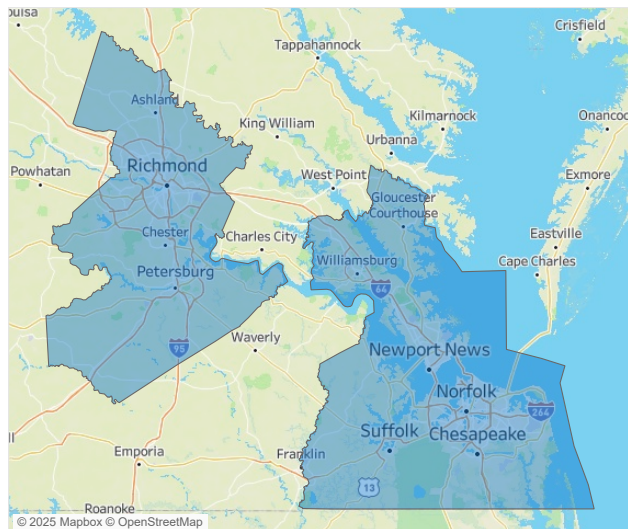 ouisa
Crisfield
Tappahannock
Ashland
Onancoc
King William
Kilmarnock
Urbanna
Richmond
Powhatan
West Point
Exmore
Gloucester
Courthouse
Chester
Charles City
Eastville
Williamsburg
Cape Charles
Petersburg
64
Waverly
95
Newport News
Norfolk
264
Suffolk
Chesapeake
Emporia
Franklin
13
Roanoke
© 2025 Mapbox © OpenStreetMap